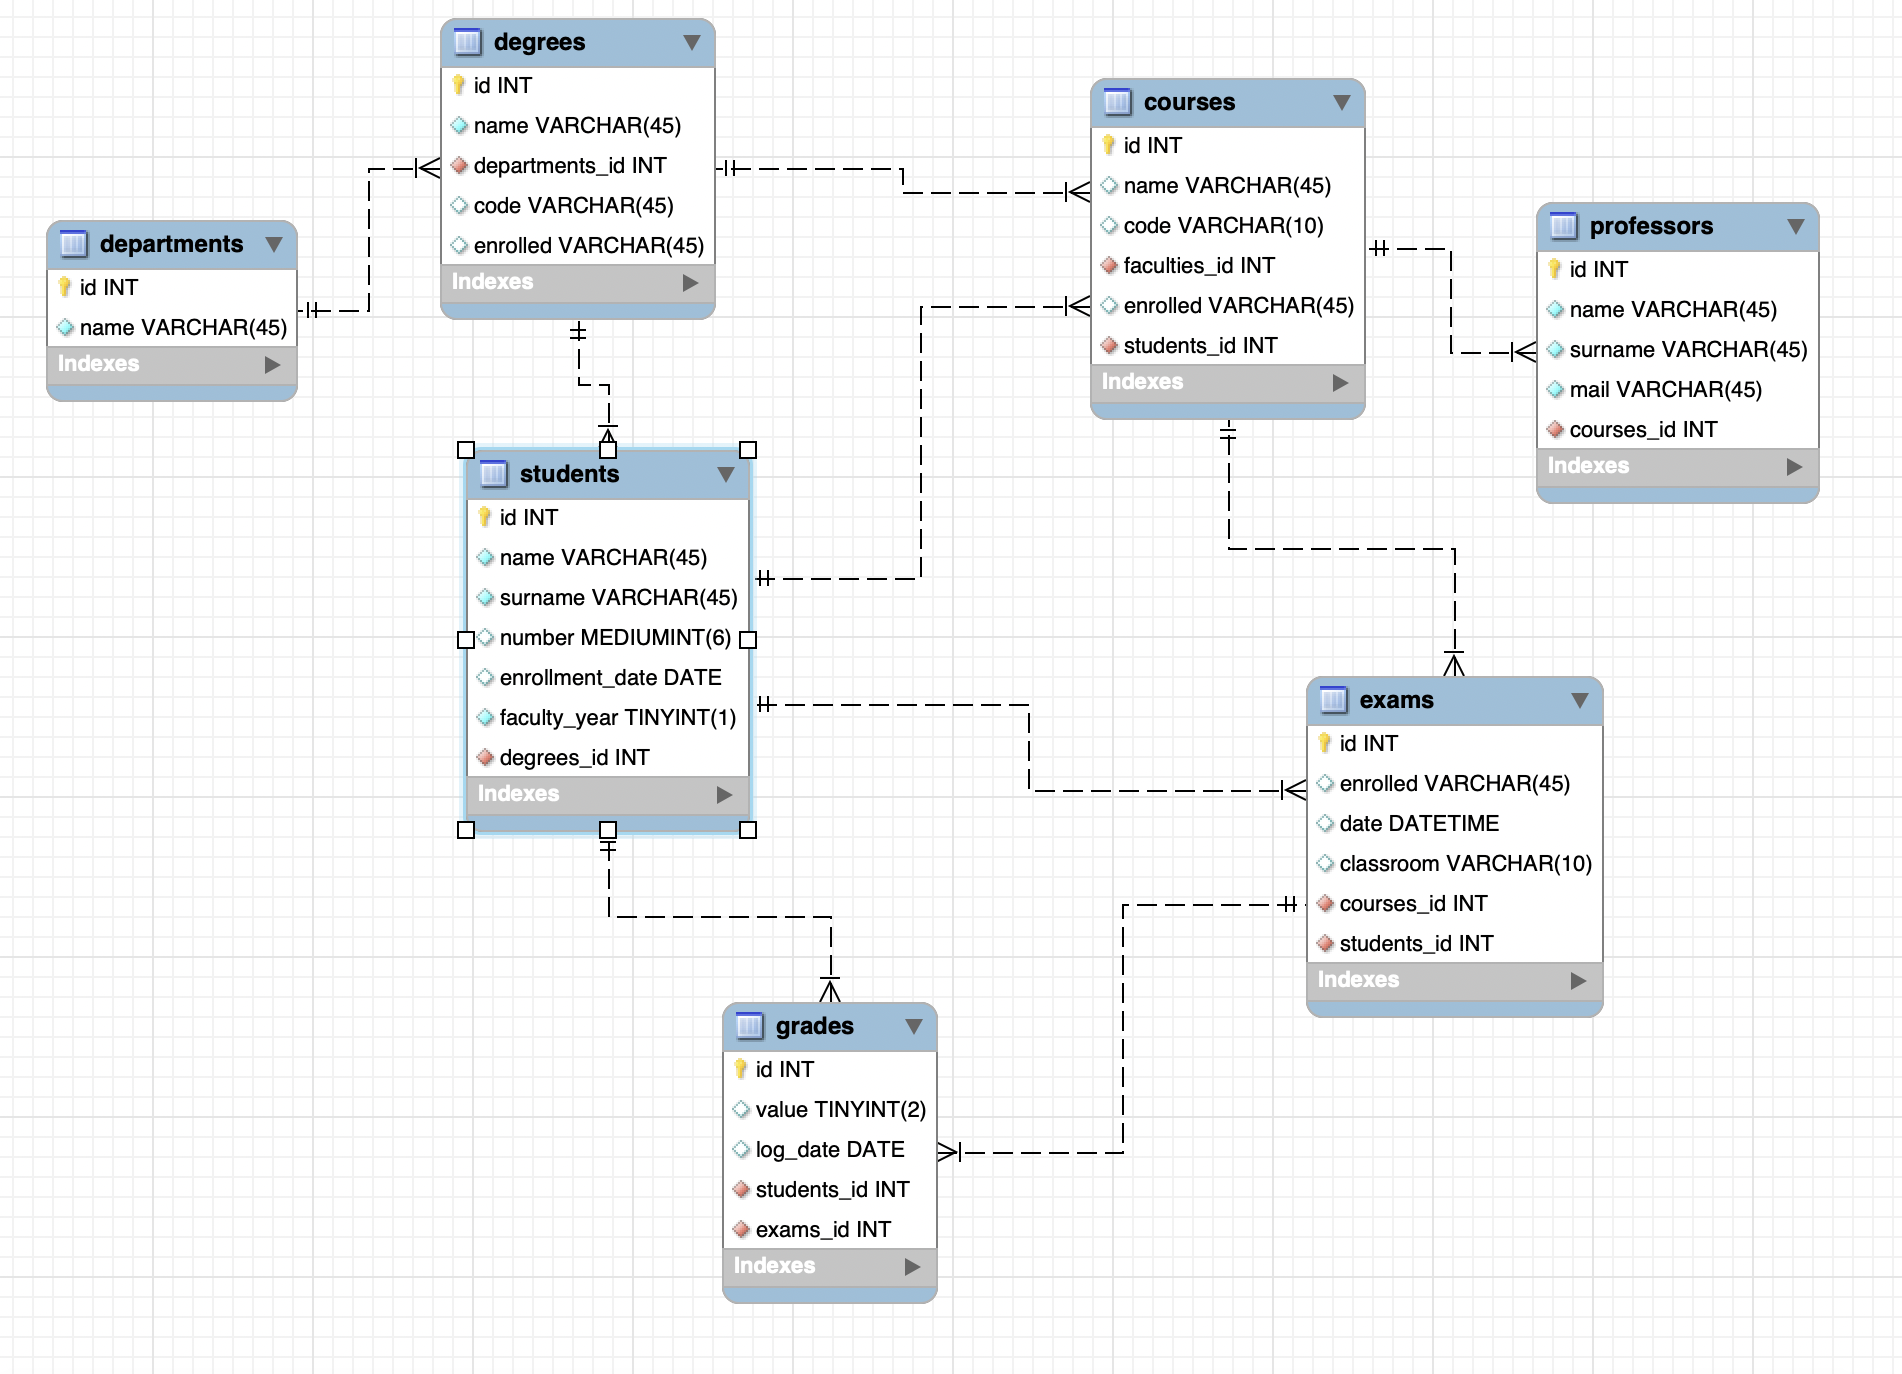 degrees
id INT
name VARCHAR(45)
departments_id INT
code VARCHAR(45)
enrolled VARCHAR(45)
Indexes
courses
id INT
name VARCHAR(45)
code VARCHAR(10)
faculties_id INT
enrolled VARCHAR(45)
students_id INT
Indexes
professors
id INT
name VARCHAR(45)
surname VARCHAR(45)
mail VARCHAR(45)
courses_id INT
Indexes
departments
id INT
name VARCHAR(45)
Indexes
students
id INT
name VARCHAR(45)
surname VARCHAR(45)
number MEDIUMINT(6)
enrollment_date DATE
faculty_year TINYINT(1)
degrees_id INT
Indexes
exams
id INT
enrolled VARCHAR(45)
date DATETIME
classroom VARCHAR(10)
courses_id INT
students_id INT
Indexes
grades
id INT
value TINYINT(2)
log_date DATE
students_id INT
exams_id INT
Indexes